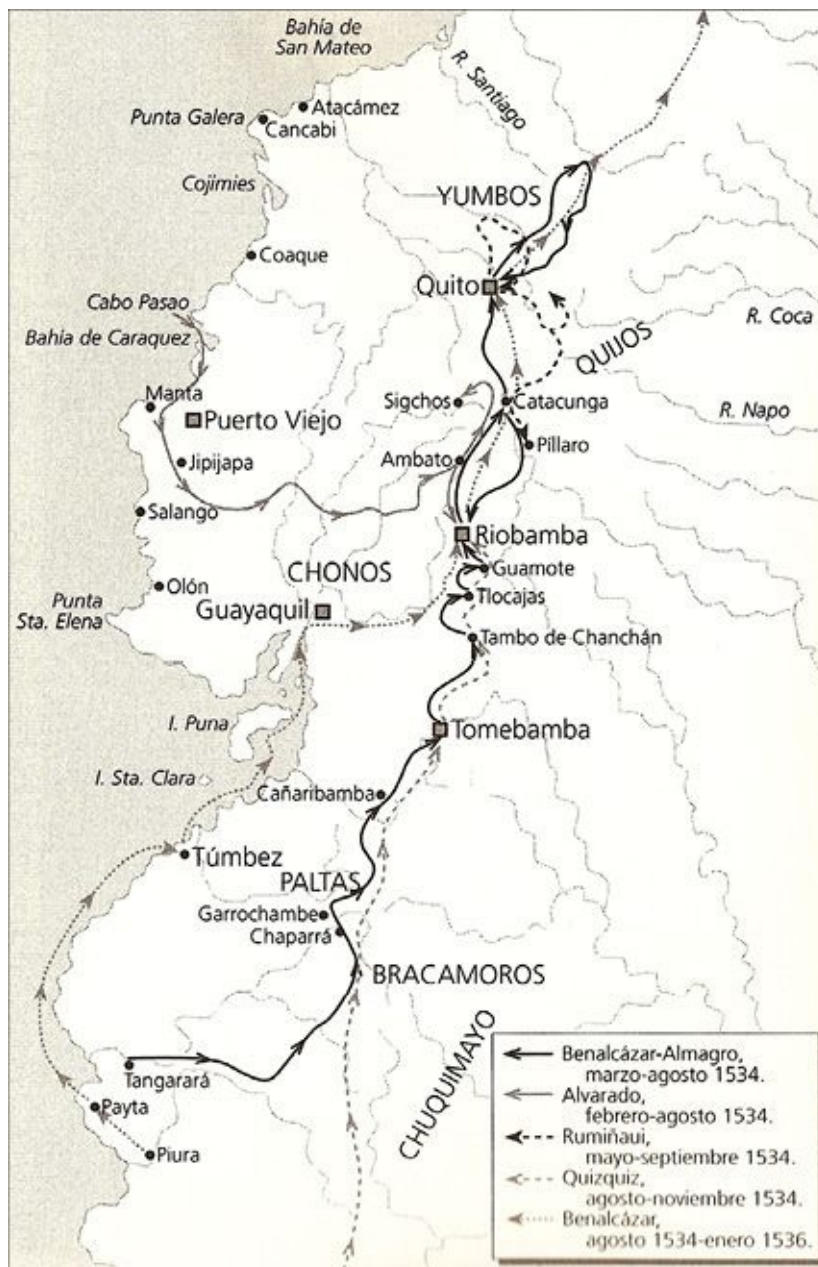 Bahía de
San Mateo
R. Santiago
Atacámez
Punta Galera
Cancabi
Cojimies
YUMBOS
Coaque
Quito
Cabo Pasao
QUIJOS
R. Coca
Bahia de Caraquez
Manta
Sigchos
Catacunga
R. Napo
Puerto Viejo
Píllaro
Jipijapa
Ambato
Salango
Riobamba
CHONOS
Guamote
Olón
Tlocajas
Punta
Sta. Elena
Guayaquil
Tambo de Chanchán
I. Puna
Tomebamba
I. Sta. Clara
Cañaribamba
Túmbez
PALTAS
Garrochambe
Chaparrá
BRACAMOROS
CHUQUIMAYO
Tangarará
Payta
Piura
Benalcázar-Almagro,
marzo-agosto 1534.
Alvarado,
febrero-agosto 1534.
Rumiñaui,
mayo-septiembre 1534.
Quizquiz,
agosto-noviembre 1534.
Benalcázar,
agosto 1534-enero 1536.